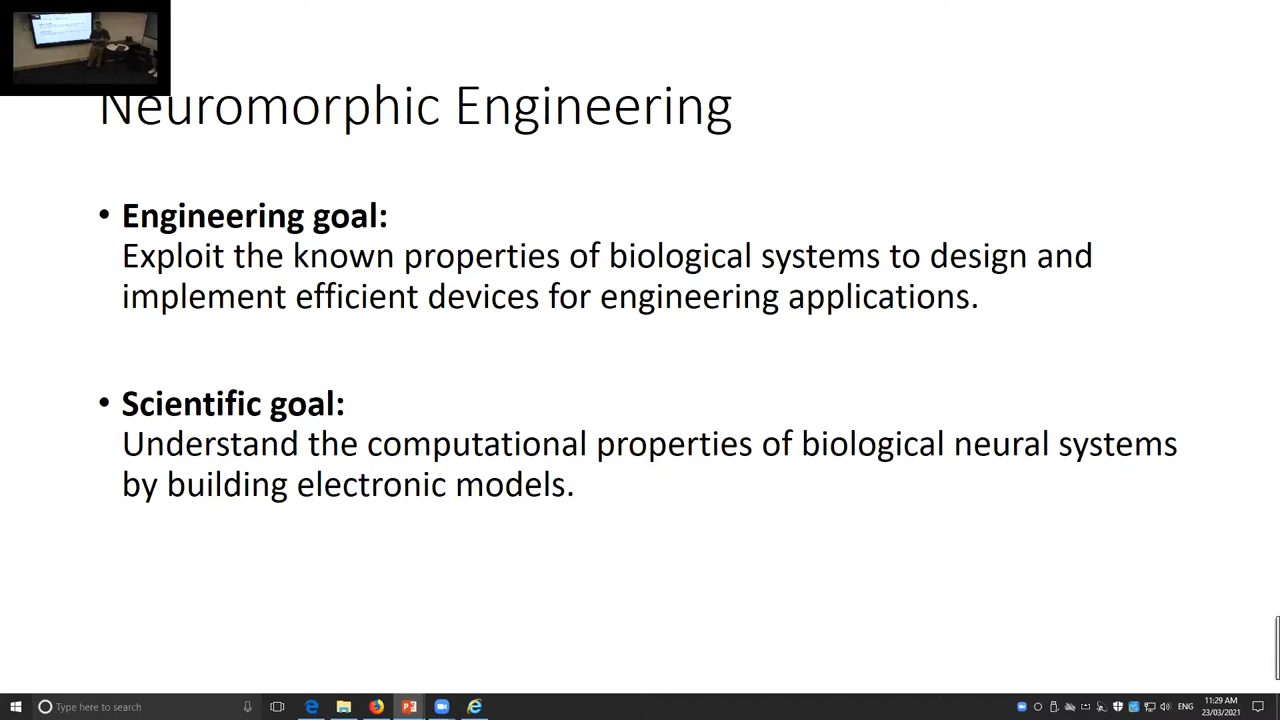 Neuromorphic Engineering
• Engineering goal:
Exploit the known properties of biological systems to design and
implement efficient devices for engineering applications.
• Scientific goal:
Understand the computational properties of biological neural systems
by building electronic models.
Type here to search
ENG
11:29 AM
23/03/2021